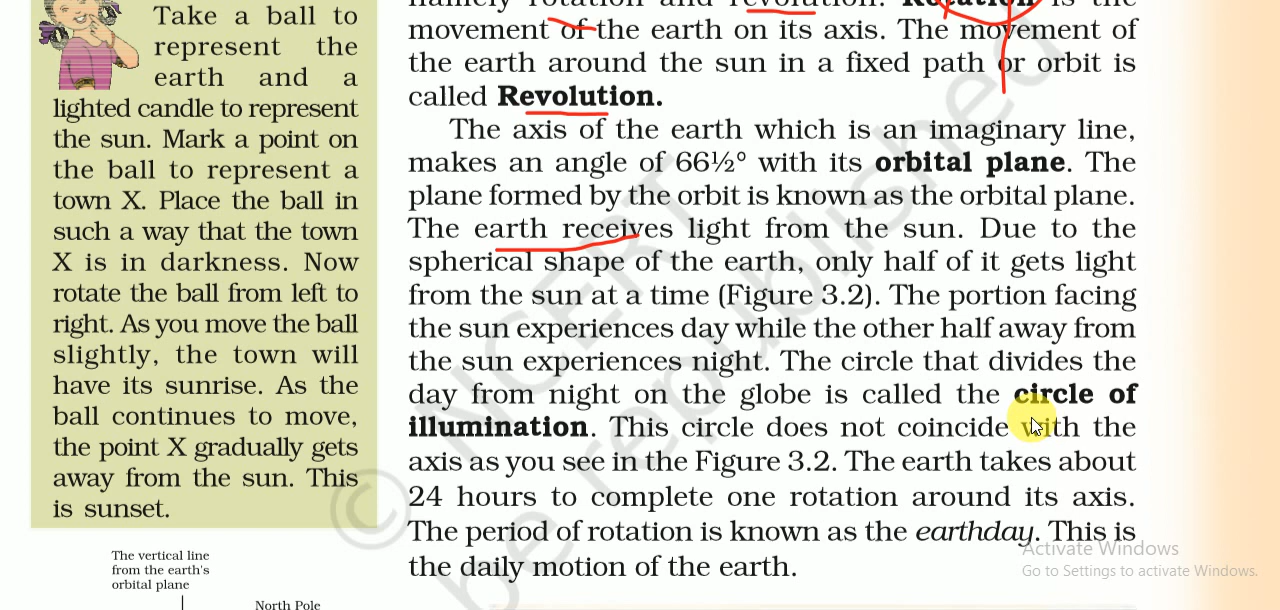 Take a ball to
represent the
earth and a
lighted candle to represent
the sun. Mark a point on
the ball to represent a
town X. Place the ball in
such a way that the town
X is in darkness. Now
rotate the ball from left to
right. As you move the ball
slightly, the town will
have its sunrise. As the
ball continues to move,
the point X gradually gets
away from the sun. This
is sunset.
The vertical line
from the earth's
orbital plane
North Pole
namely rotation and revolution. Rotation is the
movement of the earth on its axis. The movement of
the earth around the sun in a fixed path or orbit is
called Revolution.
The axis of the earth which is an imaginary line,
makes an angle of 66½° with its orbital plane. The
plane formed by the orbit is known as the orbital plane.
The earth receives light from the sun. Due to the
spherical shape of the earth, only half of it gets light
from the sun at a time (Figure 3.2). The portion facing
the sun experiences day while the other half away from
the sun experiences night. The circle that divides the
day from night on the globe is called the circle of
illumination. This circle does not coincide with the
axis as you see in the Figure 3.2. The earth takes about
24 hours to complete one rotation around its axis.
The period of rotation is known as the earthday. This is
the daily motion of the earth.
© NCERT
be republished
Activate Windows
Go to Settings to activate Windows.